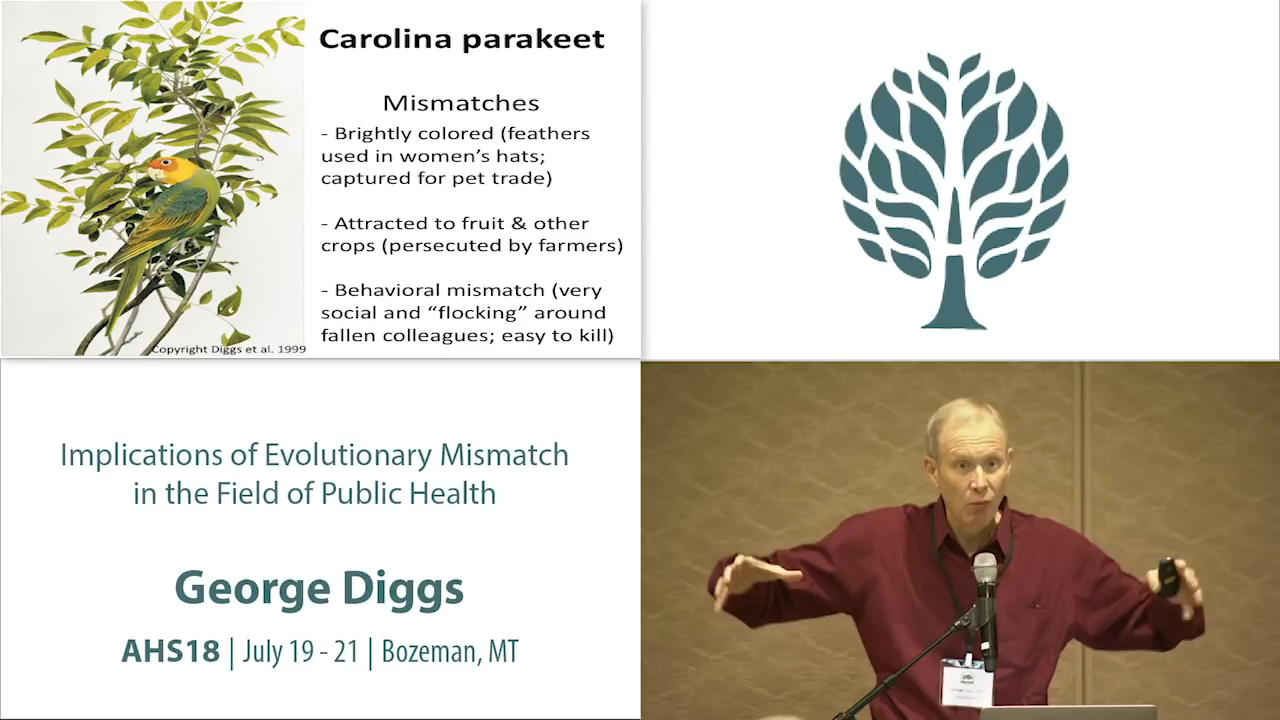 Carolina parakeet
Mismatches
- Brightly colored (feathers
used in women's hats;
captured for pet trade)
- Attracted to fruit & other
crops (persecuted by farmers)
- Behavioral mismatch (very
social and “flocking” around
fallen colleagues; easy to kill)
Copyright Diggs et al. 1999
Implications of Evolutionary Mismatch
in the Field of Public Health
George Diggs
AHS18 | July 19 - 21 | Bozeman, MT